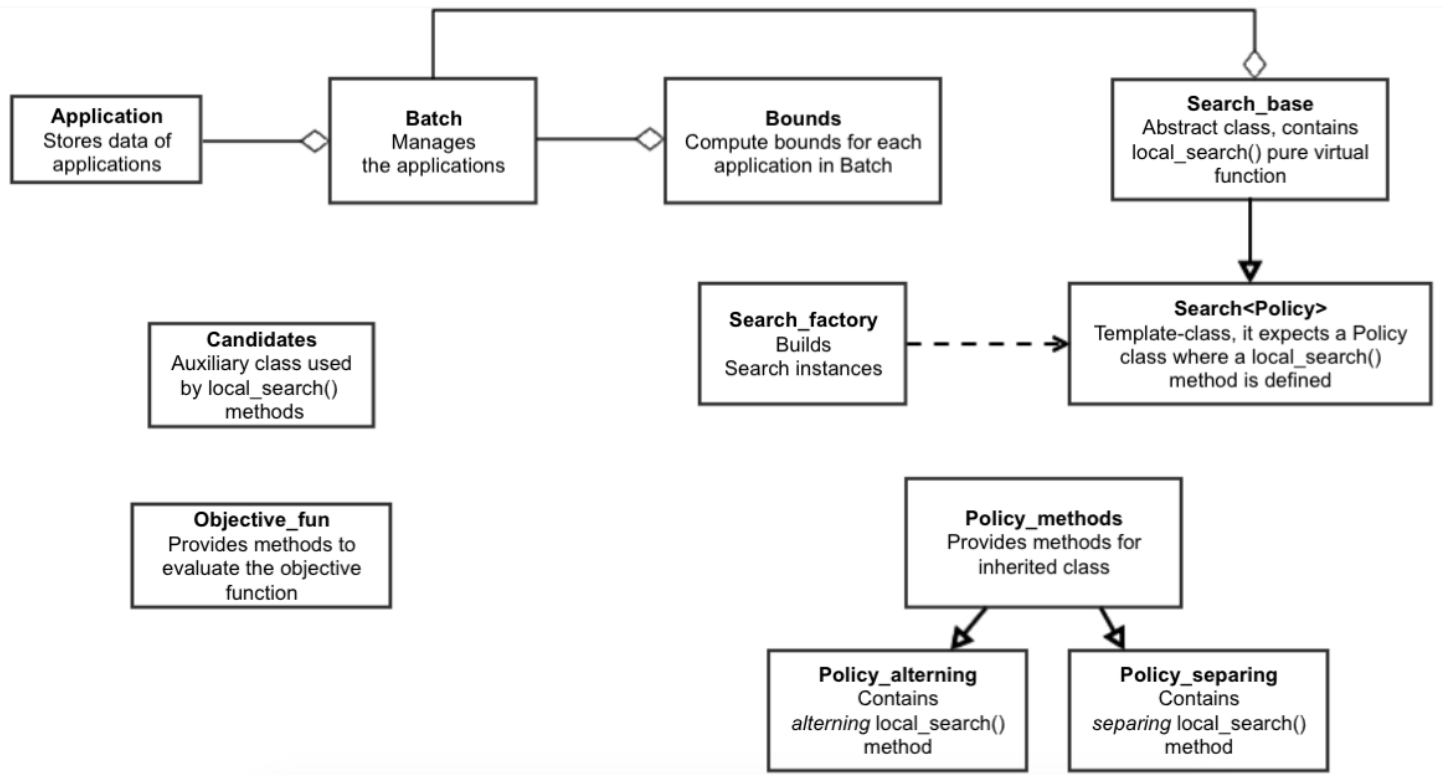 Application
Stores data of
applications
Batch
Manages
the applications
Bounds
Compute bounds for each
application in Batch
Search_base
Abstract class, contains
local_search() pure virtual
function
Search_factory
Builds
Search instances
Search<Policy>
Template-class, it expects a Policy
class where a local_search()
method is defined
Candidates
Auxiliary class used
by local_search()
methods
Objective_fun
Provides methods to
evaluate the objective
function
Policy_methods
Provides methods for
inherited class
Policy_alterning
Contains
alterning local_search()
method
Policy_separing
Contains
separing local_search()
method